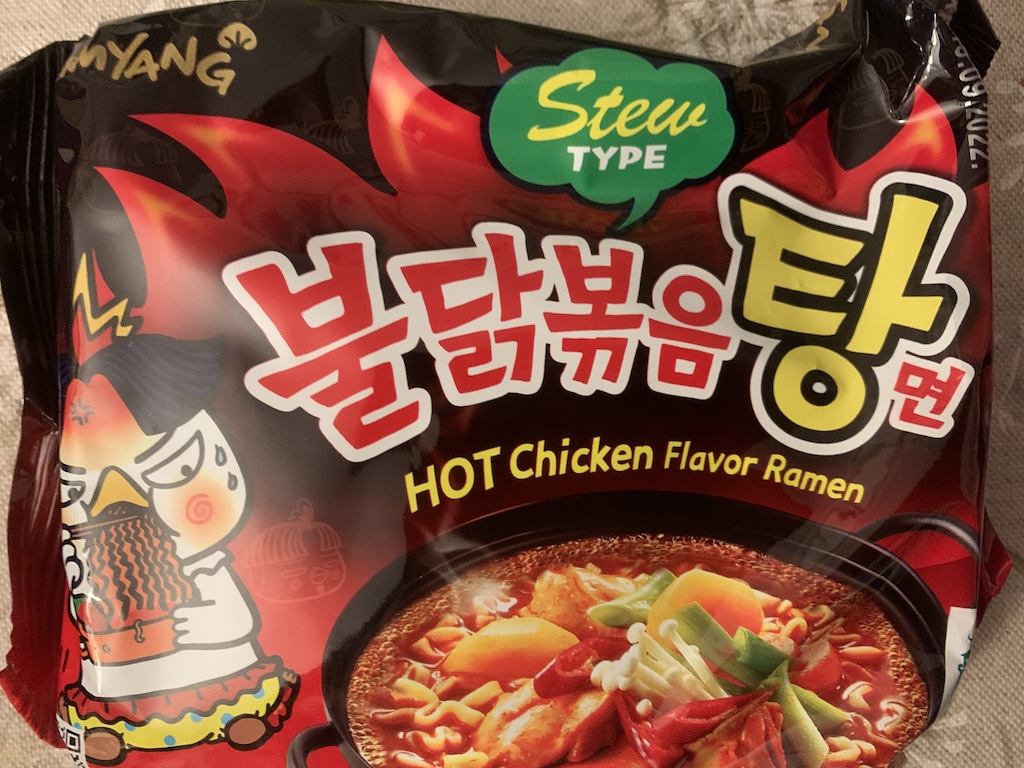 MYANG
Stew
TYPE
불닭볶음탕면
HOT Chicken Flavor Ramen